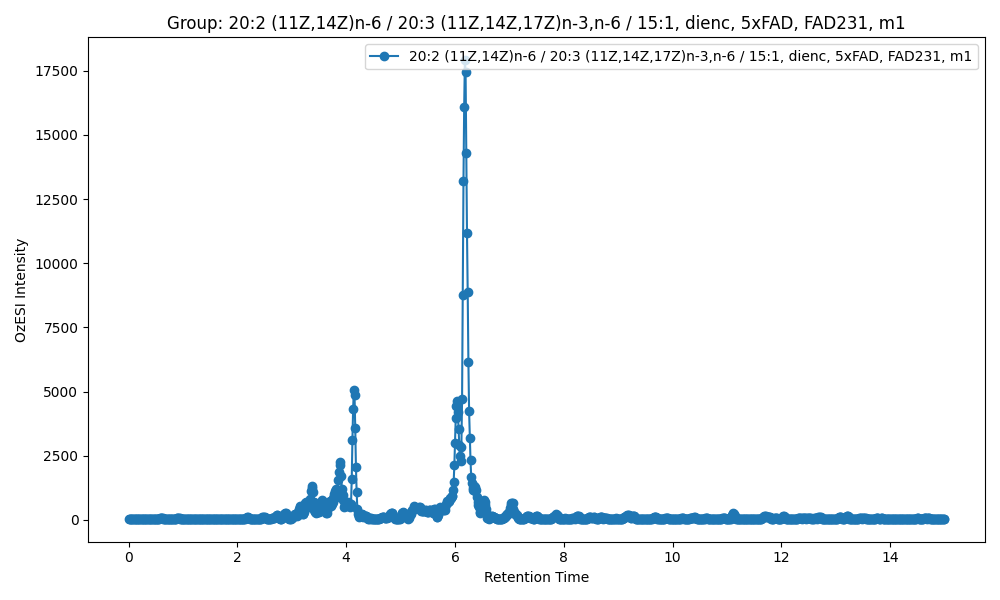 Group: 20:2 (11Z,14Z)n-6 / 20:3 (11Z,14Z,17Z)n-3,n-6 / 15:1, dienc, 5xFAD, FAD231, m1
20:2 (11Z,14Z)n-6 / 20:3 (11Z,14Z,17Z)n-3,n-6 / 15:1, dienc, 5xFAD, FAD231, m1
17500
15000
12500
10000
7500
5000
2500
0
OzESI Intensity
0 2 4 6 8 10 12 14
Retention Time